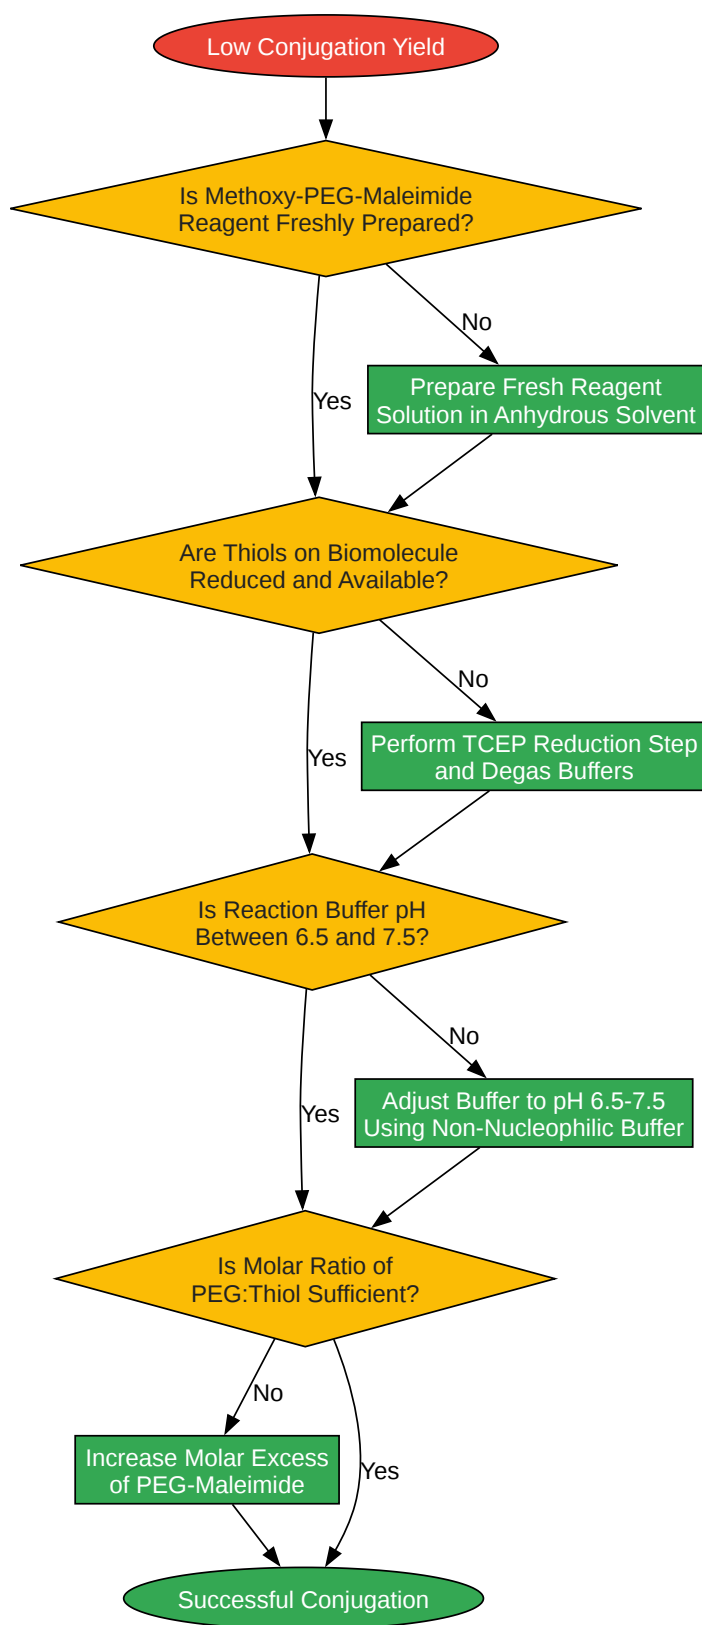 Low Conjugation Yield
Is Methoxy-PEG-Maleimide
Reagent Freshly Prepared?
No
Yes
Prepare Fresh Reagent
Solution in Anhydrous Solvent
Are Thiols on Biomolecule
Reduced and Available?
No
Yes
Perform TCEP Reduction Step
and Degas Buffers
Is Reaction Buffer pH
Between 6.5 and 7.5?
No
Yes
Adjust Buffer to pH 6.5-7.5
Using Non-Nucleophilic Buffer
Is Molar Ratio of
PEG:Thiol Sufficient?
No
Yes
Increase Molar Excess
of PEG-Maleimide
Successful Conjugation